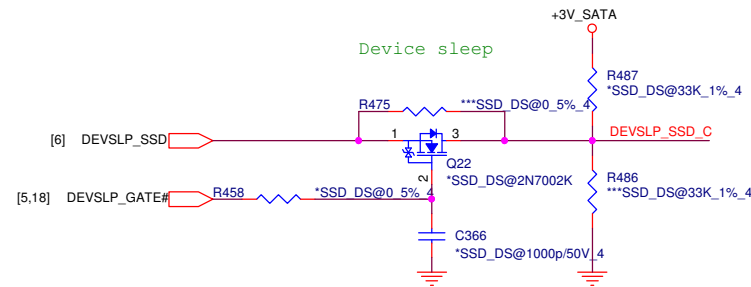 +3V_SATA
Device sleep
R487
*SSD_DS@33K_1%_4
R475
***SSD_DS@0_5%_4
[6] DEVSLP_SSD
1
3
DEVSLP_SSD_C
Q22
*SSD_DS@2N7002K
2
R486
***SSD_DS@33K_1%_4
[5,18] DEVSLP_GATE#
R458
*SSD_DS@0_5%_4
C366
*SSD_DS@1000p/50V_4